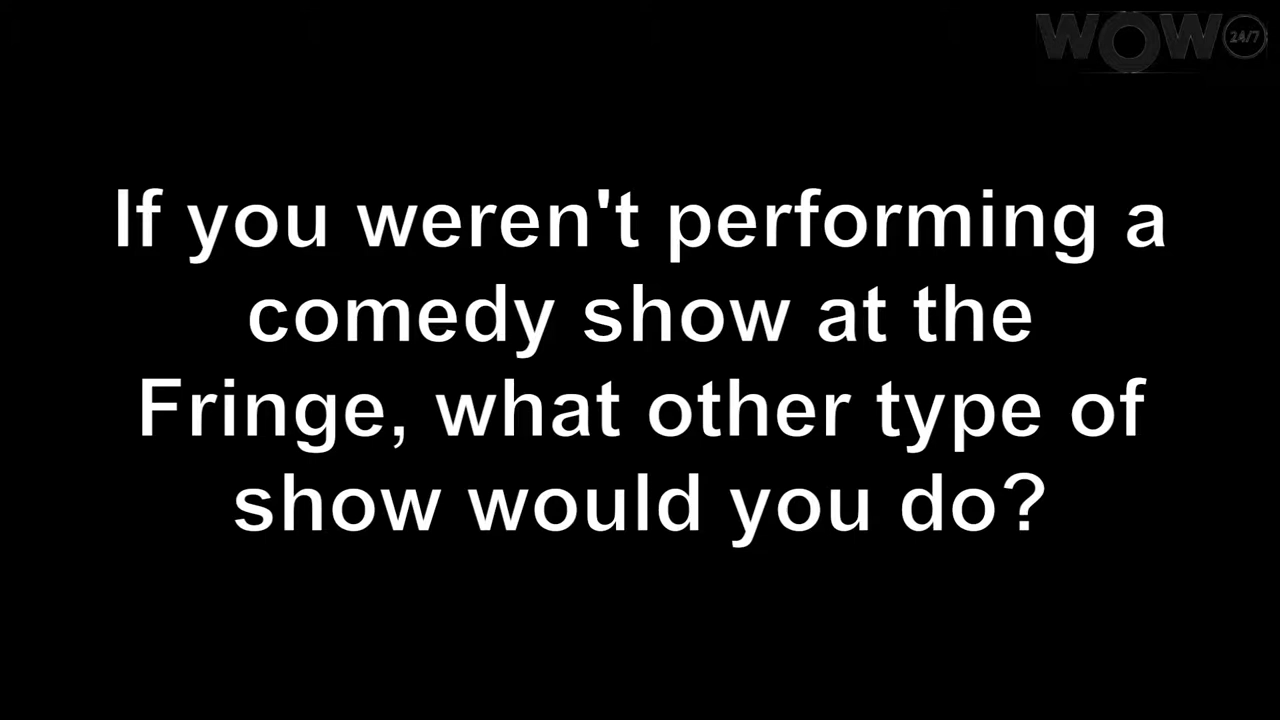 WOW 24/7
If you weren't performing a
comedy show at the
Fringe, what other type of
show would you do?